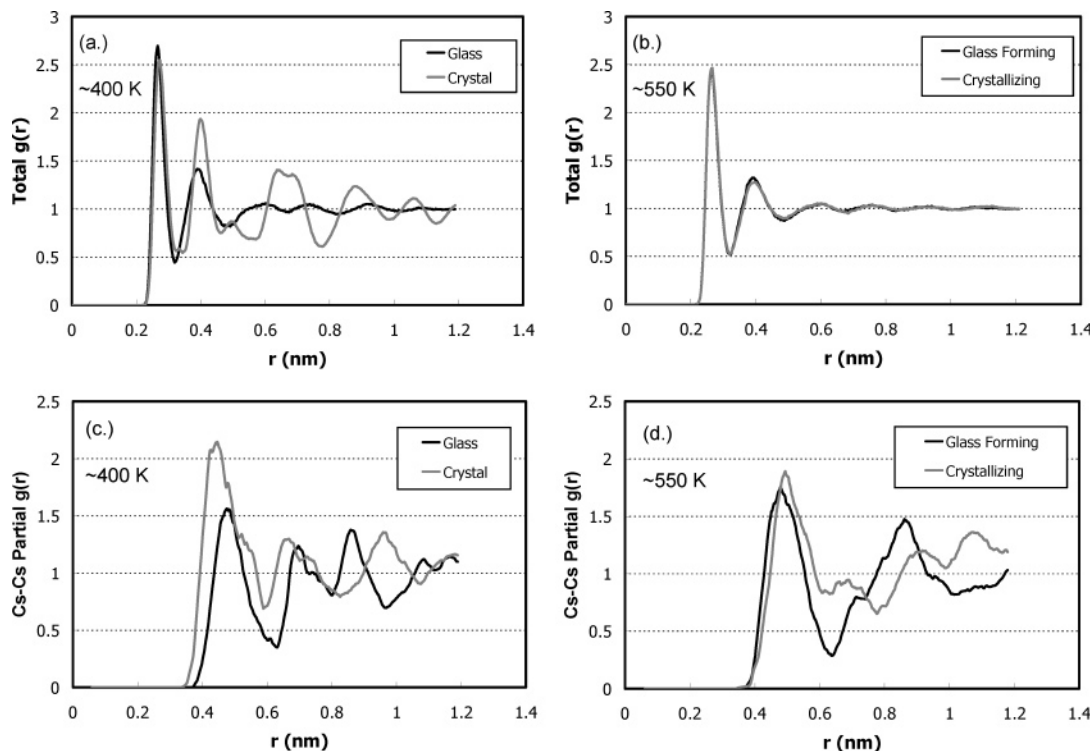 (a.)
~400 K
Glass
Crystal
Total g(r)
3
2.5
2
1.5
1
0.5
0
0 0.2 0.4 0.6 0.8 1 1.2 1.4
r (nm)
(b.)
~550 K
Glass Forming
Crystallizing
Total g(r)
3
2.5
2
1.5
1
0.5
0
0 0.2 0.4 0.6 0.8 1 1.2 1.4
r (nm)
(c.)
~400 K
Glass
Crystal
Cs-Cs Partial g(r)
2.5
2
1.5
1
0.5
0
0 0.2 0.4 0.6 0.8 1 1.2 1.4
r (nm)
(d.)
~550 K
Glass Forming
Crystallizing
Cs-Cs Partial g(r)
2.5
2
1.5
1
0.5
0
0 0.2 0.4 0.6 0.8 1 1.2 1.4
r (nm)